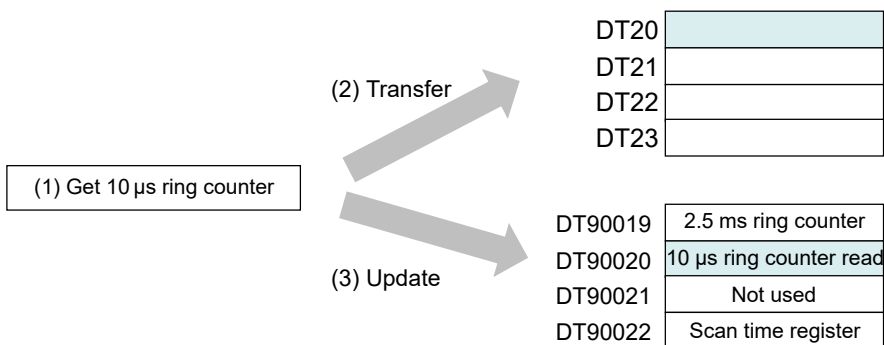 DT20
DT21
DT22
DT23
(2) Transfer
(1) Get 10 µs ring counter
(3) Update
DT90019 2.5 ms ring counter
DT90020 10 µs ring counter read
DT90021 Not used
DT90022 Scan time register